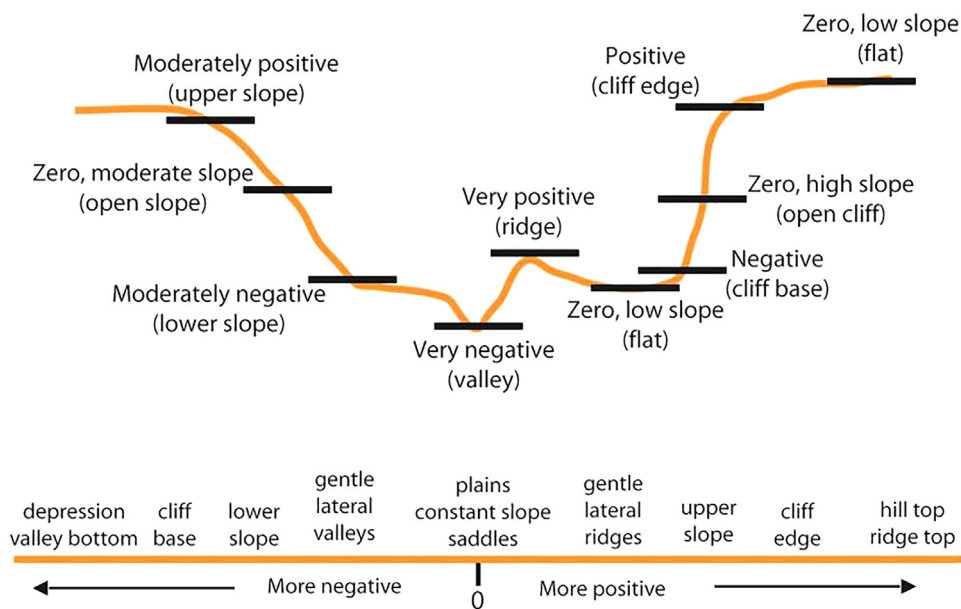 Zero, low slope
(flat)
Moderately positive
(upper slope)
Positive
(cliff edge)
Zero, moderate slope
(open slope)
Very positive
(ridge)
Zero, high slope
(open cliff)
Negative
(cliff base)
Moderately negative
(lower slope)
Zero, low slope
(flat)
Very negative
(valley)
depression
valley bottom
cliff
base
lower
slope
gentle
lateral
valleys
plains
constant slope
saddles
gentle
lateral
ridges
upper
slope
cliff
edge
hill top
ridge top
More negative
0
More positive